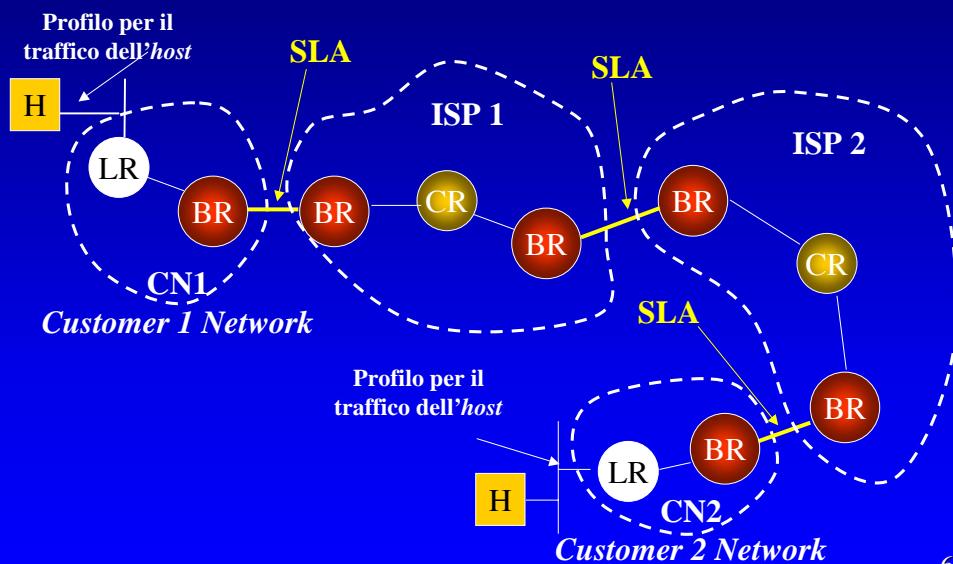 Profilo per il
traffico dell'host
SLA
SLA
H
ISP 1
ISP 2
LR
BR
BR
CR
BR
BR
CR
CN1
Customer 1 Network
SLA
Profilo per il
traffico dell'host
BR
BR
LR
H
CN2
Customer 2 Network
6